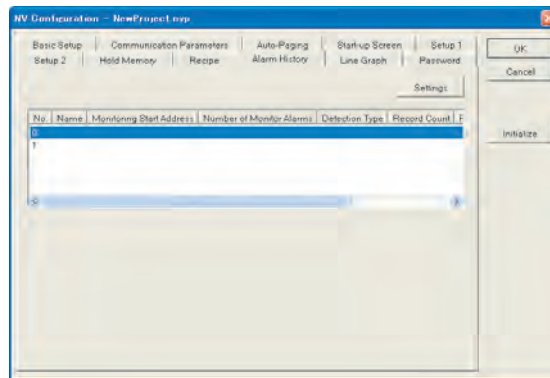 NV Configuration - NewProject.nvp
Basic Setup Communication Parameters Auto-Paging Start-up Screen Setup 1
Setup 2 Hold Memory Recipe Alarm History Line Graph Password
OK
Cancel
Settings
No. Name Monitoring Start Address Number of Monitor Alarms Detection Type Record Count F
0
1
Initialize